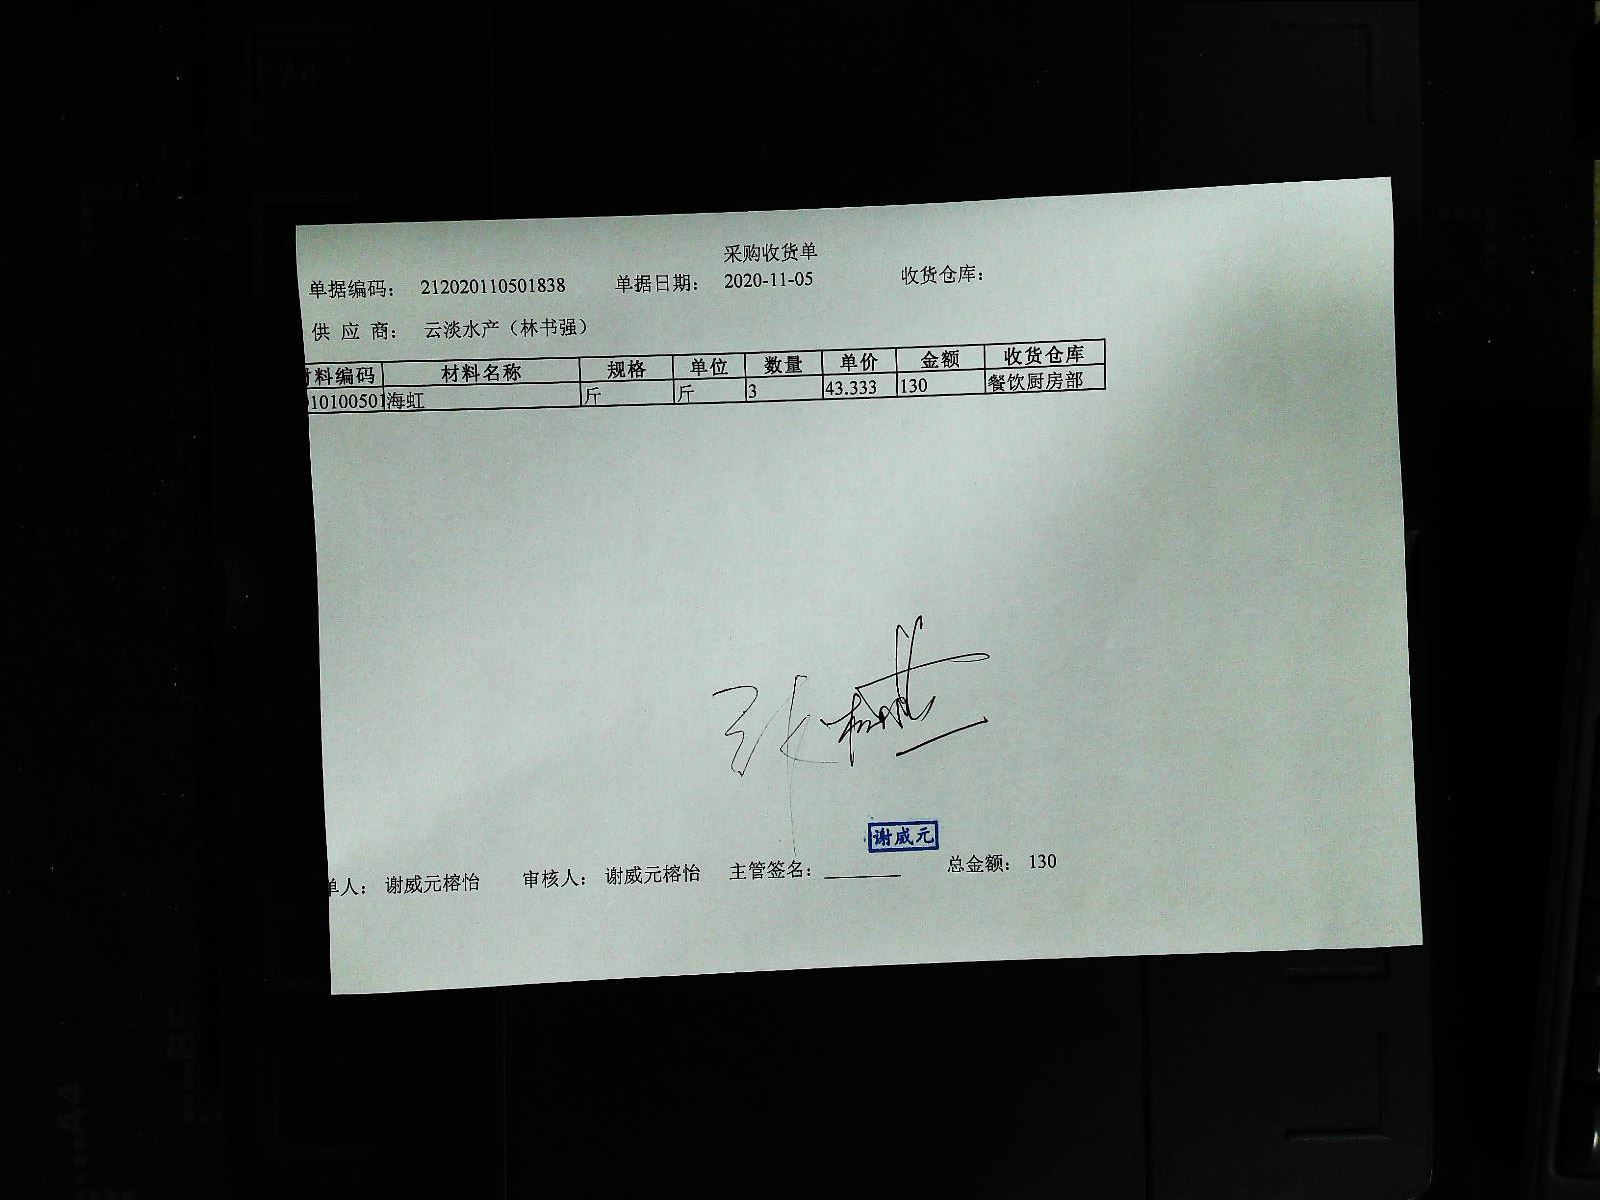 采购收货单
单据编码： 212020110501838 单据日期： 2020-11-05 收货仓库：
供 应 商： 云淡水产（林书强）
材料编码 材料名称 规格 单位 数量 单价 金额 收货仓库
010100501 海虹 斤 斤 3 43.333 130 餐饮厨房部
谢威元
单人： 谢威元榕怡 审核人： 谢威元榕怡 主管签名：________ 总金额： 130
A4